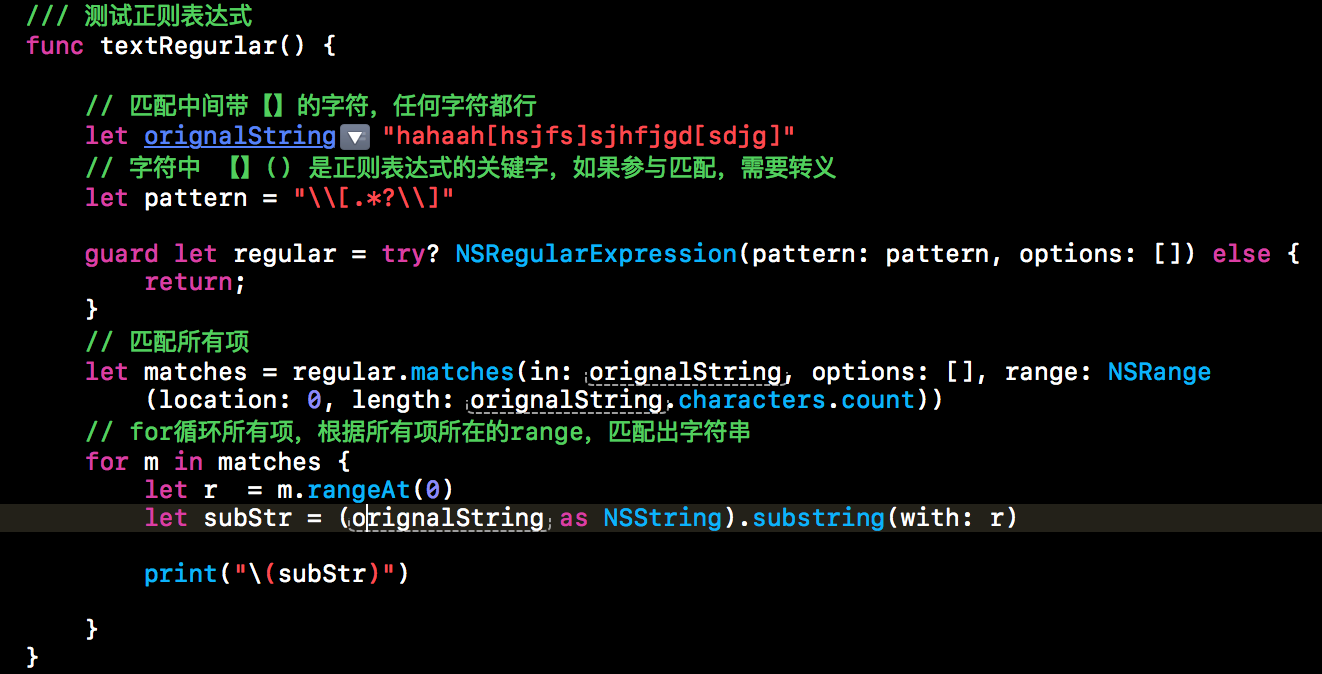 /// 测试正则表达式
func textRegurlar() {
// 匹配中间带【】的字符，任何字符都行
let orignalString "hahaah[hsjfs]sjhfjgd[sdjg]"
// 字符中 【】() 是正则表达式的关键字，如果参与匹配，需要转义
let pattern = "\\[.*?\\]"
guard let regular = try? NSRegularExpression(pattern: pattern, options: []) else {
return;
}
// 匹配所有项
let matches = regular.matches(in: orignalString, options: [], range: NSRange
(location: 0, length: orignalString.characters.count))
// for循环所有项，根据所有项所在的range，匹配出字符串
for m in matches {
let r  = m.rangeAt(0)
let subStr = (orignalString as NSString).substring(with: r)
print("\(subStr)")
}
}